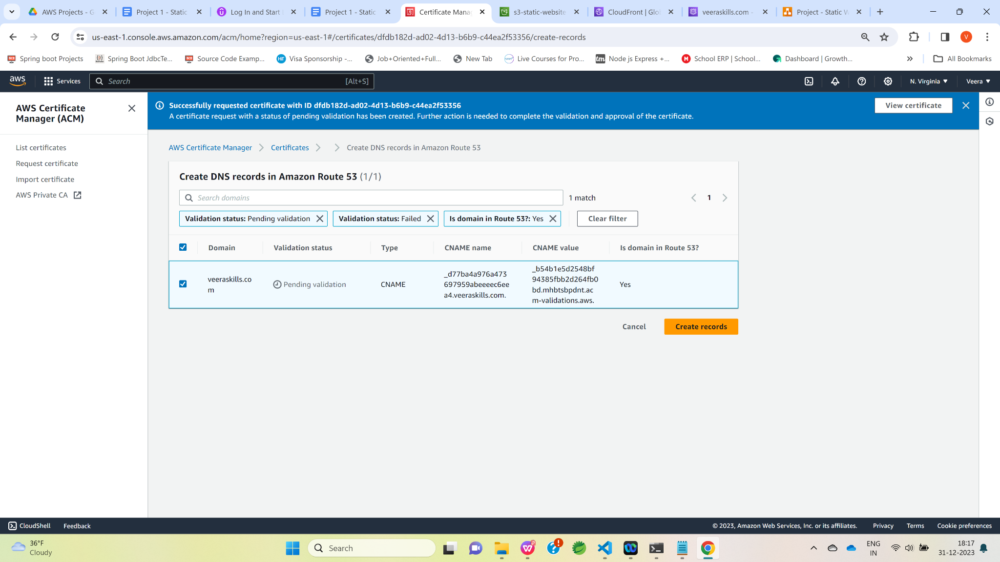 AWS Projects - G
Project 1 - Static
Log In and Start
Project 1 - Static
Certificate Manag
s3-static-website
CloudFront | Glo
veeraskills.com -
Project - Static W
us-east-1.console.aws.amazon.com/acm/home?region=us-east-1#/certificates/dfdb182d-ad02-4d13-b6b9-c44ea2f53356/create-records
V
Spring boot Projects
Spring Boot JdbcTe...
Source Code Examp...
Visa Sponsorship -...
Job+Oriented+Full...
New Tab
Live Courses for Pro...
Node js Express +...
School ERP | School...
Dashboard | Growth...
All Bookmarks
aws
Services
Search
[Alt+S]
N. Virginia
Veera
AWS Certificate
Manager (ACM)
List certificates
Request certificate
Import certificate
AWS Private CA
Successfully requested certificate with ID dfdb182d-ad02-4d13-b6b9-c44ea2f53356
A certificate request with a status of pending validation has been created. Further action is needed to complete the validation and approval of the certificate.
View certificate
AWS Certificate Manager
Certificates
Create DNS records in Amazon Route 53
Create DNS records in Amazon Route 53 (1/1)
Search domains
1 match
1
Validation status: Pending validation
Validation status: Failed
Is domain in Route 53?: Yes
Clear filter
Domain
Validation status
Type
CNAME name
CNAME value
Is domain in Route 53?
veeraskills.co
m
Pending validation
CNAME
_d77ba4a976a473
697959abeeeec6ee
a4.veeraskills.com.
_b54b1e5d2548bf
94385fbb2d264fb0
bd.mhbtsbpdnt.ac
m-validations.aws.
Yes
Cancel
Create records
CloudShell
Feedback
© 2023, Amazon Web Services, Inc. or its affiliates.
Privacy
Terms
Cookie preferences
36°F
Cloudy
Search
ENG
IN
18:17
31-12-2023